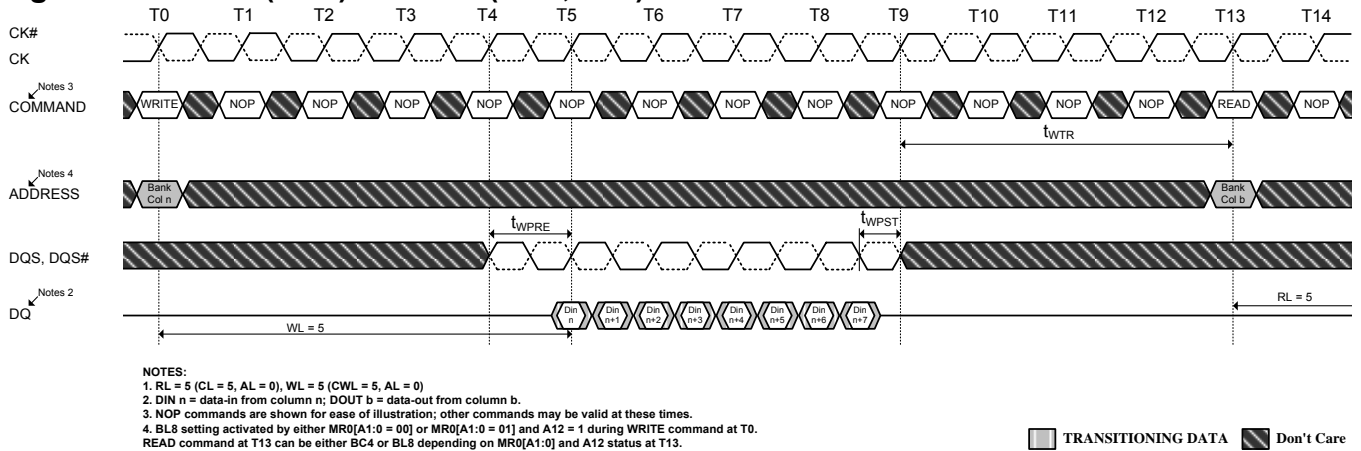 T0 T1 T2 T3 T4 T5 T6 T7 T8 T9 T10 T11 T12 T13 T14
CK#
CK
Notes 3
COMMAND
WRITE NOP NOP NOP NOP NOP NOP NOP NOP NOP NOP NOP NOP READ NOP
tWTR
Notes 4
ADDRESS
Bank Col n
Bank Col b
tWPRE
tWPST
DQS, DQS#
Notes 2
DQ
Din n
Din n+1
Din n+2
Din n+3
Din n+4
Din n+5
Din n+6
Din n+7
RL = 5
WL = 5
NOTES:
1. RL = 5 (CL = 5, AL = 0), WL = 5 (CWL = 5, AL = 0)
2. DIN n = data-in from column n; DOUT b = data-out from column b.
3. NOP commands are shown for ease of illustration; other commands may be valid at these times.
4. BL8 setting activated by either MR0[A1:0 = 00] or MR0[A1:0 = 01] and A12 = 1 during WRITE command at T0.
READ command at T13 can be either BC4 or BL8 depending on MR0[A1:0] and A12 status at T13.
TRANSITIONING DATA
Don't Care